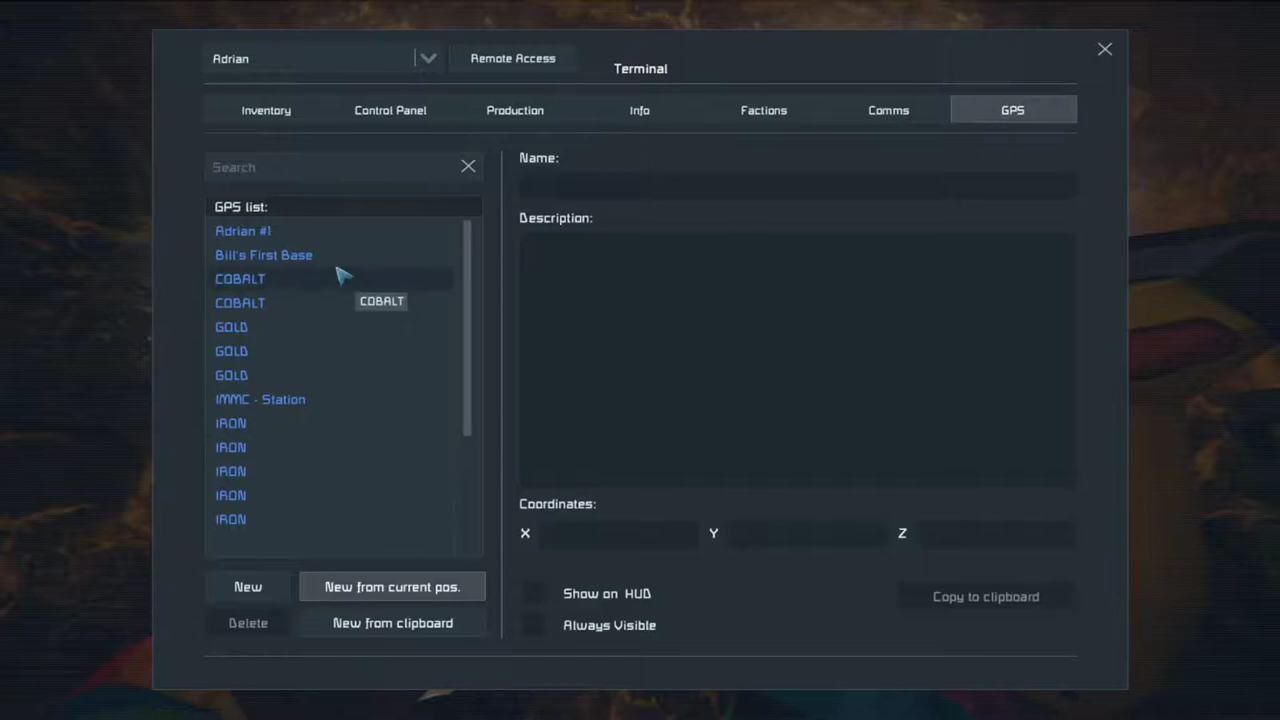 Adrian
Remote Access
Terminal
Inventory
Control Panel
Production
Info
Factions
Comms
GPS
Search
GPS list:
Adrian #1
Bill's First Base
COBALT
COBALT
COBALT
GOLD
GOLD
GOLD
IMMC - Station
IRON
IRON
IRON
IRON
IRON
New
New from current pos.
Delete
New from clipboard
Name:
Description:
Coordinates:
X
Y
Z
Show on HUD
Always Visible
Copy to clipboard